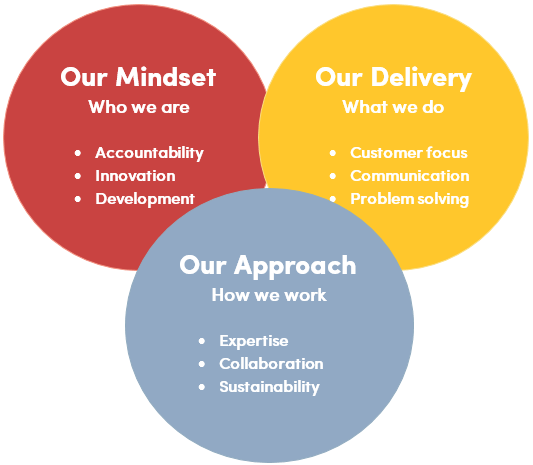 Our Mindset
Who we are
• Accountability
• Innovation
• Development
Our Delivery
What we do
• Customer focus
• Communication
• Problem solving
Our Approach
How we work
• Expertise
• Collaboration
• Sustainability